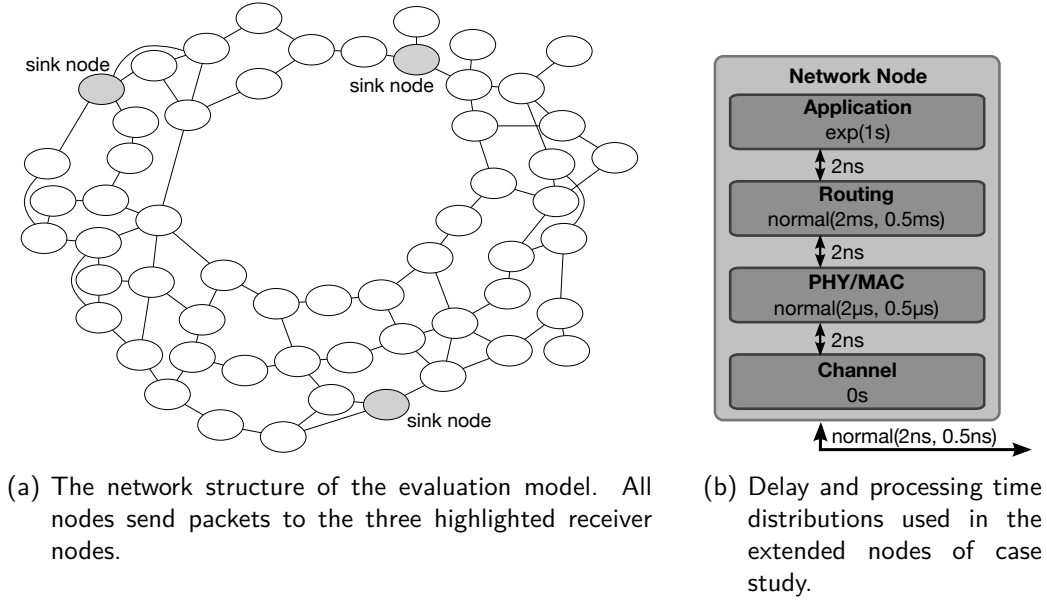 sink node
sink node
sink node
Network Node
Application
exp(1s)
2ns
Routing
normal(2ms, 0.5ms)
2ns
PHY/MAC
normal(2µs, 0.5µs)
2ns
Channel
0s
normal(2ns, 0.5ns)
(a) The network structure of the evaluation model. All
nodes send packets to the three highlighted receiver
nodes.
(b) Delay and processing time
distributions used in the
extended nodes of case
study.